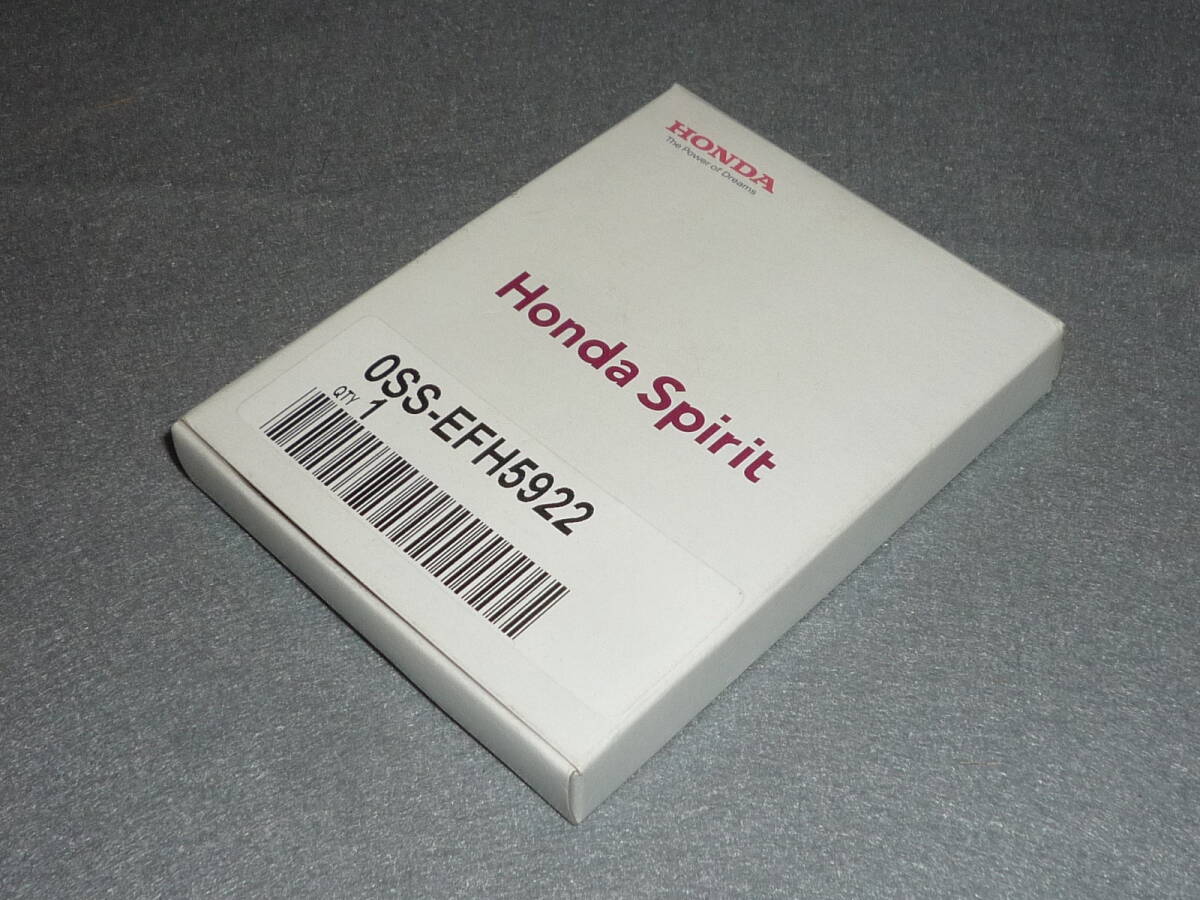 HONDA
The Power of Dreams
Honda Spirit
0SS-EFH5922
QTY 1